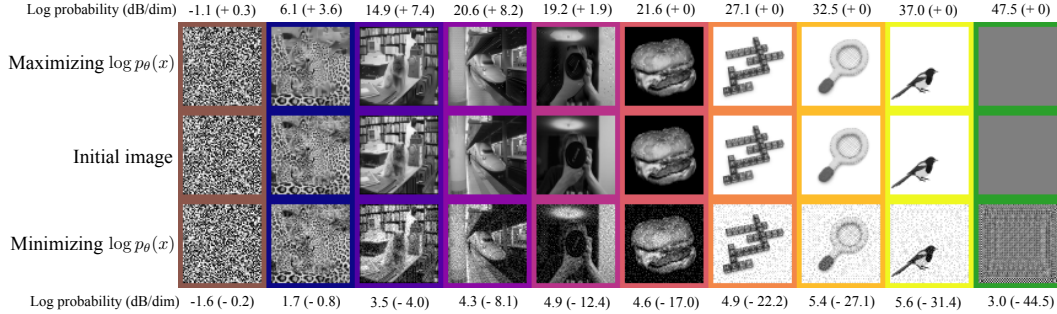 Log probability (dB/dim) -1.1 (+ 0.3) 6.1 (+ 3.6) 14.9 (+ 7.4) 20.6 (+ 8.2) 19.2 (+ 1.9) 21.6 (+ 0) 27.1 (+ 0) 32.5 (+ 0) 37.0 (+ 0) 47.5 (+ 0)
Maximizing log pθ(x)
Initial image
Minimizing log pθ(x)
Log probability (dB/dim) -1.6 (- 0.2) 1.7 (- 0.8) 3.5 (- 4.0) 4.3 (- 8.1) 4.9 (- 12.4) 4.6 (- 17.0) 4.9 (- 22.2) 5.4 (- 27.1) 5.6 (- 31.4) 3.0 (- 44.5)